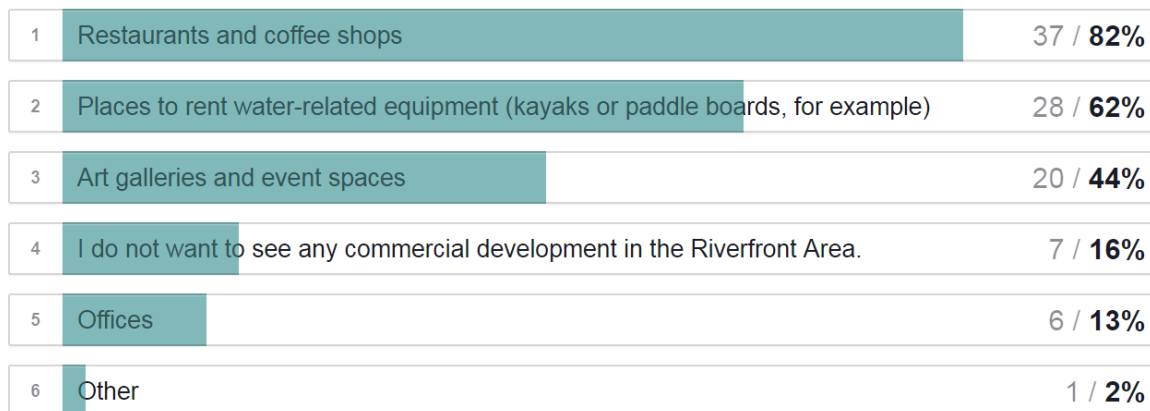 1 Restaurants and coffee shops 37 / 82%
2 Places to rent water-related equipment (kayaks or paddle boards, for example) 28 / 62%
3 Art galleries and event spaces 20 / 44%
4 I do not want to see any commercial development in the Riverfront Area. 7 / 16%
5 Offices 6 / 13%
6 Other 1 / 2%